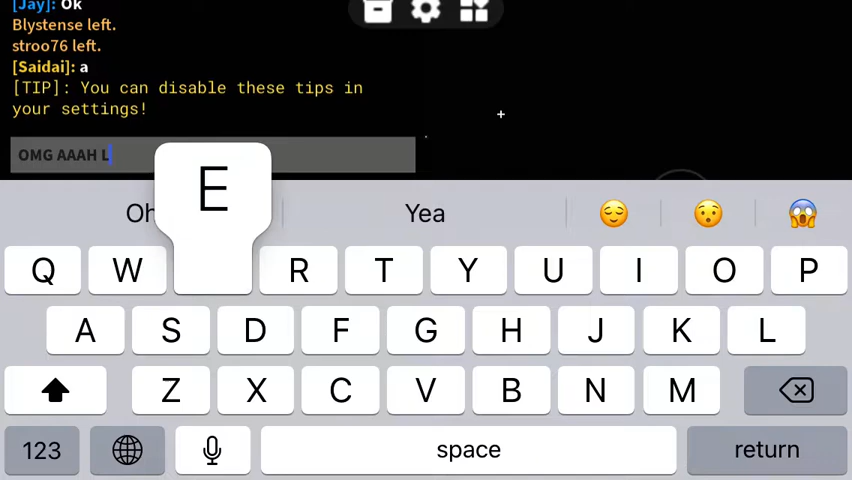 [Jay]: Ok
Blystense left.
stroo76 left.
[Saidai]: a
[TIP]: You can disable these tips in
your settings!
OMG AAAH L
E
Oh
Yea
Q W R T Y U I O P
A S D F G H J K L
Z X C V B N M
123 space return